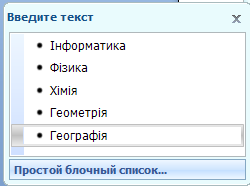 Введите текст
Інформатика
Фізика
Хімія
Геометрія
Географія
Простой блочный список...